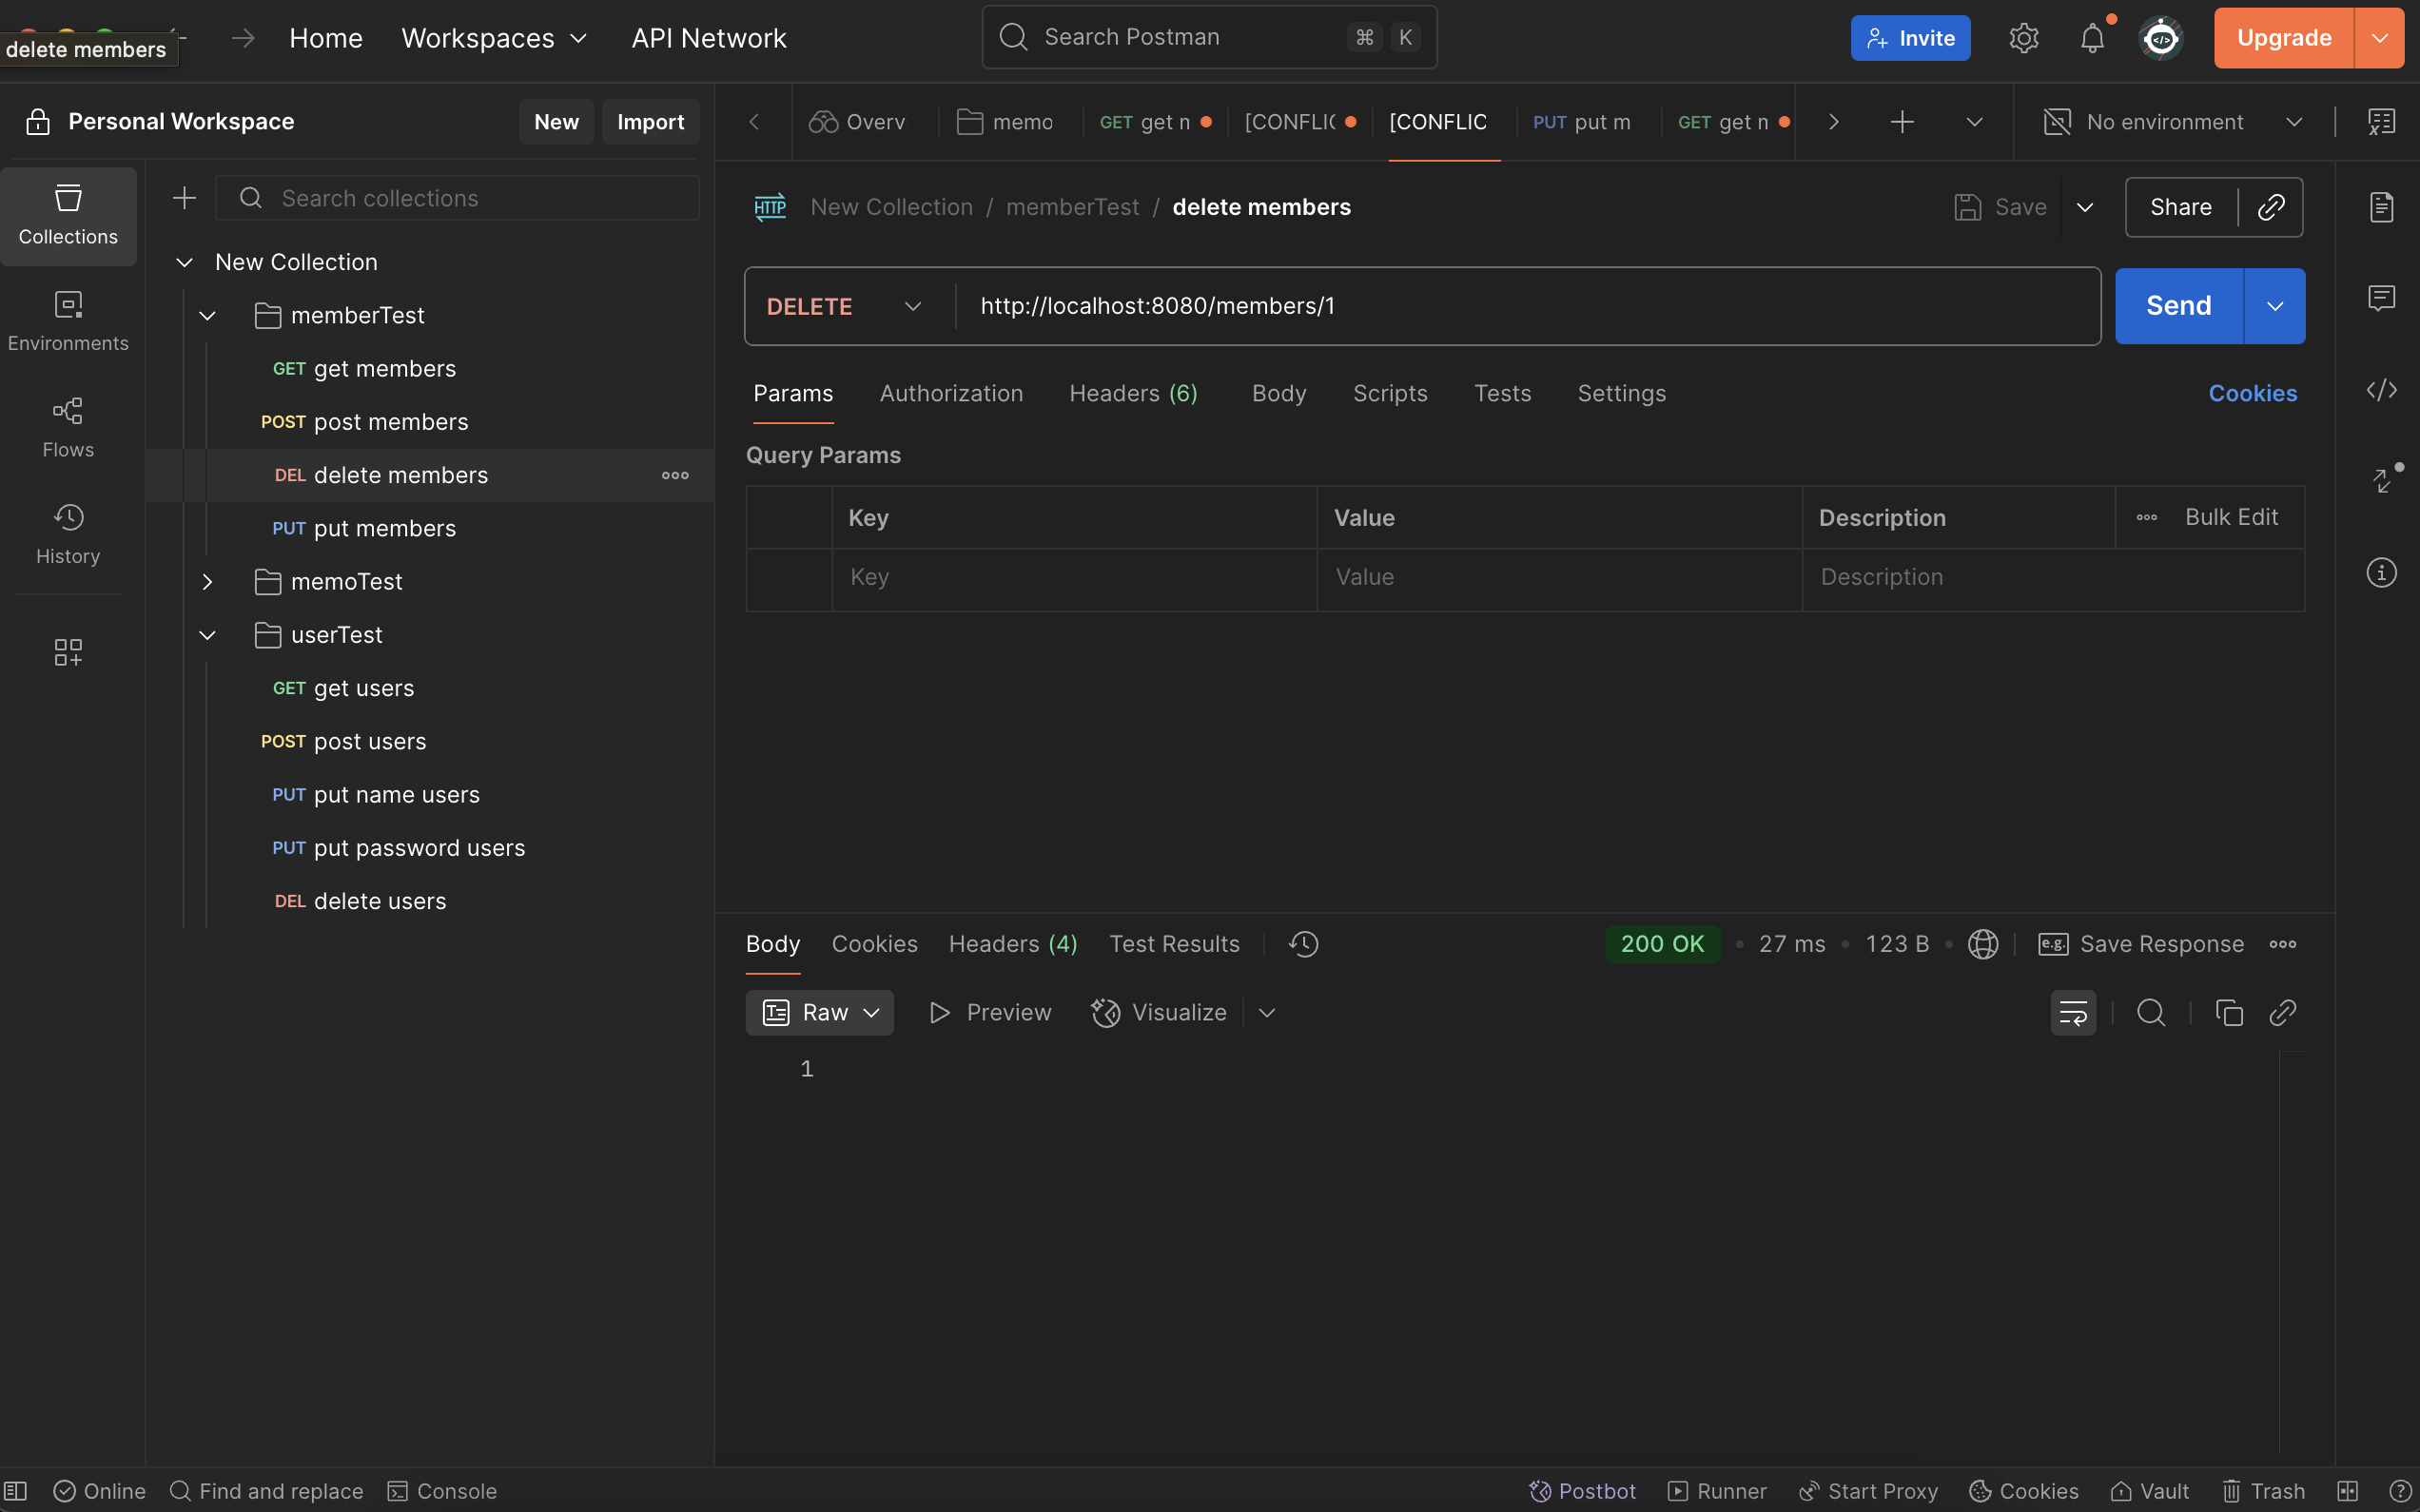 delete members
Home
Workspaces
API Network
Search Postman
⌘ K
Invite
Upgrade
Personal Workspace
New
Import
Overv
memo
GET get n
[CONFLI
[CONFLIC
PUT put m
GET get n
No environment
Collections
Environments
Flows
History
Search collections
New Collection
memberTest
GET get members
POST post members
DEL delete members
PUT put members
memoTest
userTest
GET get users
POST post users
PUT put name users
PUT put password users
DEL delete users
HTTP
New Collection / memberTest / delete members
Save
Share
DELETE
http://localhost:8080/members/1
Send
Params
Authorization
Headers (6)
Body
Scripts
Tests
Settings
Cookies
Query Params
Key
Value
Description
Bulk Edit
Key
Value
Description
Body
Cookies
Headers (4)
Test Results
200 OK
27 ms
123 B
e.g.
Save Response
Raw
Preview
Visualize
1
Online
Find and replace
Console
Postbot
Runner
Start Proxy
Cookies
Vault
Trash